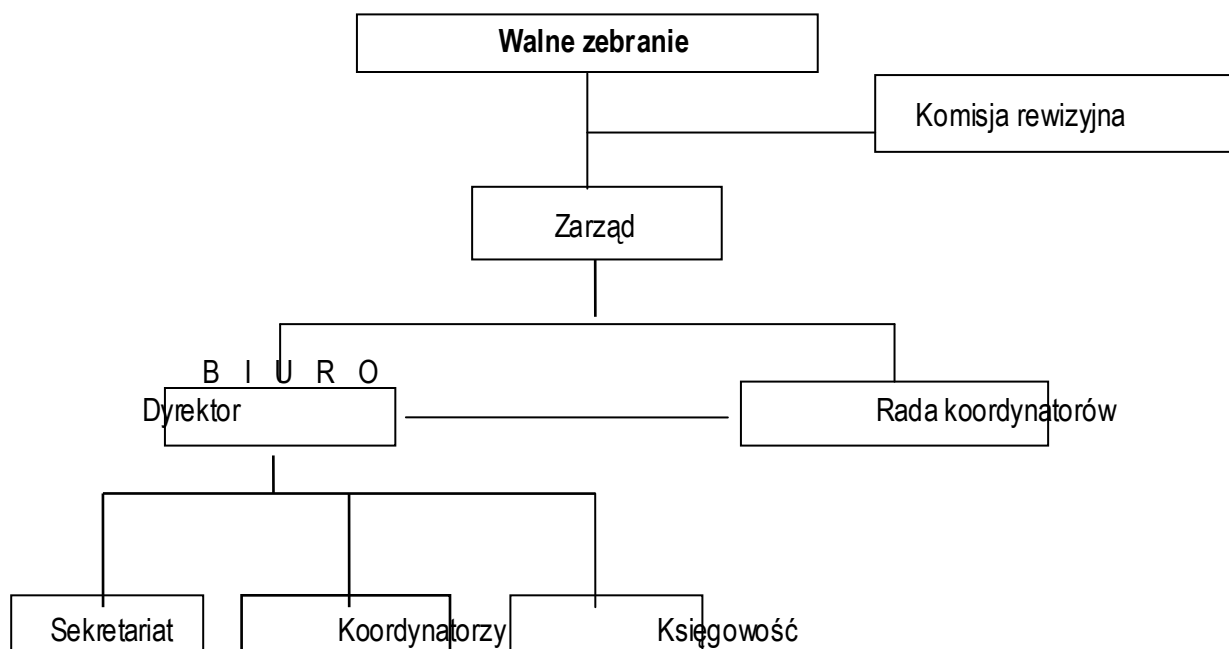 Walne zebranie
Komisja rewizyjna
Zarząd
B I U R O
Dyrektor
Rada koordynatorów
Sekretariat
Koordynatorzy
Księgowość